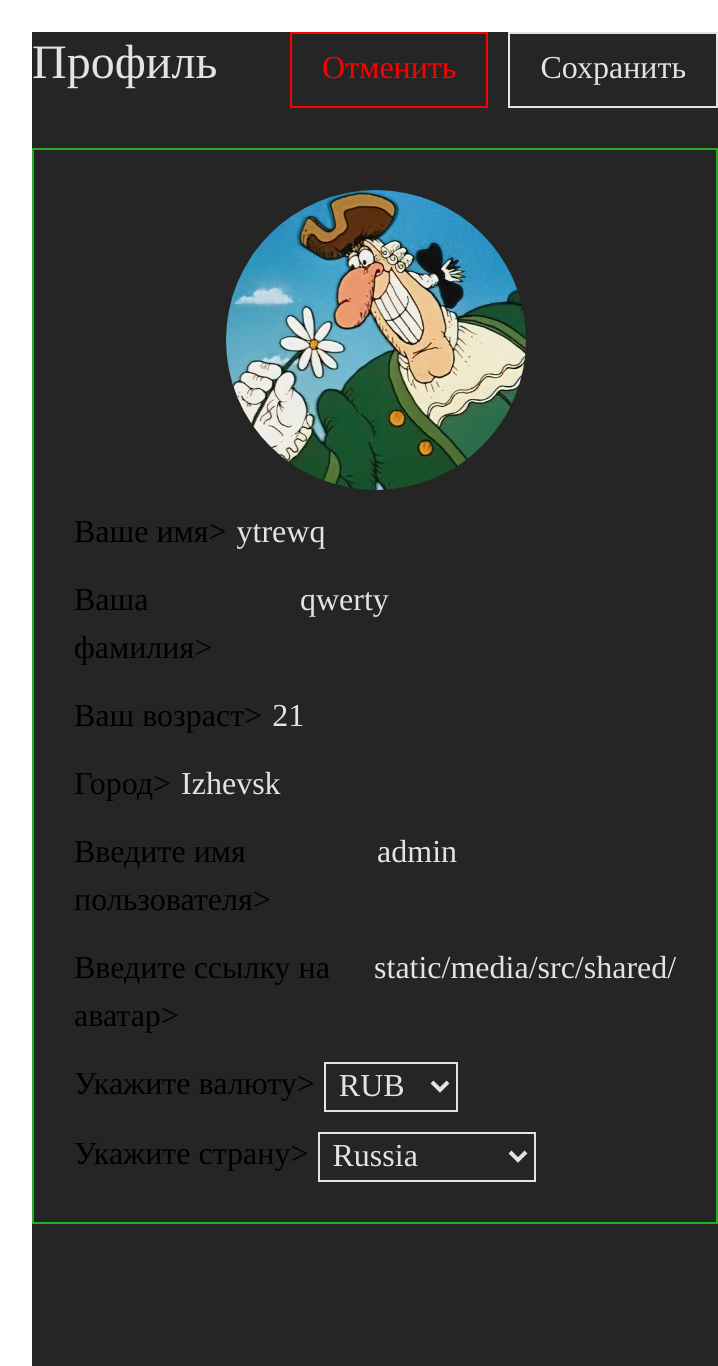 Профиль Отменить Сохранить
Ваше имя> ytrewq
Ваша qwerty
фамилия>
Ваш возраст> 21
Город> Izhevsk
Введите имя admin
пользователя>
Введите ссылку на static/media/src/shared/
аватар>
Укажите валюту> RUB
Укажите страну> Russia